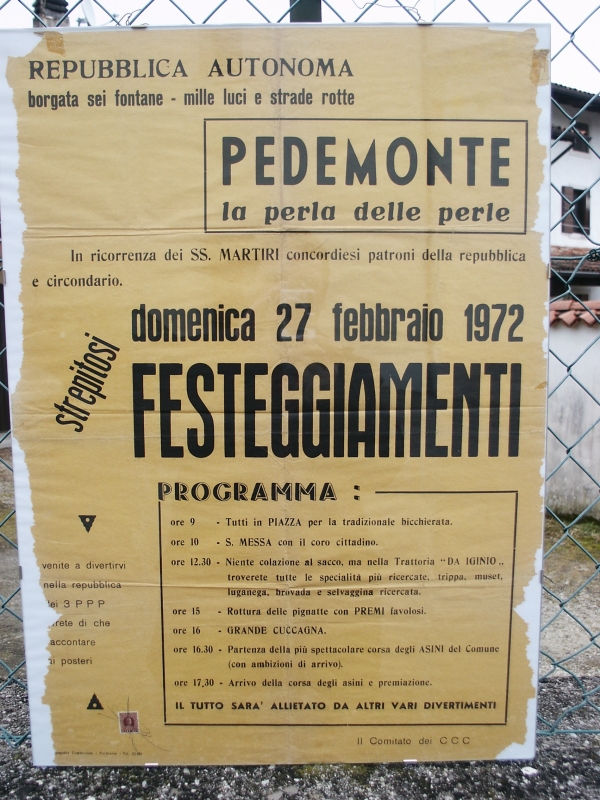 REPUBBLICA AUTONOMA
borgata sei fontane - mille luci e strade rotte
PEDEMONTE
la perla delle perle
In ricorrenza dei SS. MARTIRI concordiesi patroni della repubblica
e circondario.
domenica 27 febbraio 1972
strepitosi
FESTEGGIAMENTI
PROGRAMMA :
ore 9 - Tutti in PIAZZA per la tradizionale bicchierata.
ore 10 - S. MESSA con il coro cittadino.
ore 12.30 - Niente colazione al sacco, ma nella Trattoria "DA IGINIO„
troverete tutte le specialità più ricercate, trippa, muset,
luganega, brovada e selvaggina ricercata.
ore 15 - Rottura delle pignatte con PREMI favolosi.
ore 16 - GRANDE CUCCAGNA.
ore 16.30 - Partenza della più spettacolare corsa degli ASINI del Comune
(con ambizioni di arrivo).
ore 17,30 - Arrivo della corsa degli asini e premiazione.
IL TUTTO SARA' ALLIETATO DA ALTRI VARI DIVERTIMENTI
venite a divertirvi
nella repubblica
dei 3 PPP
rete di che
accontare
i posteri
Il Comitato dei CCC